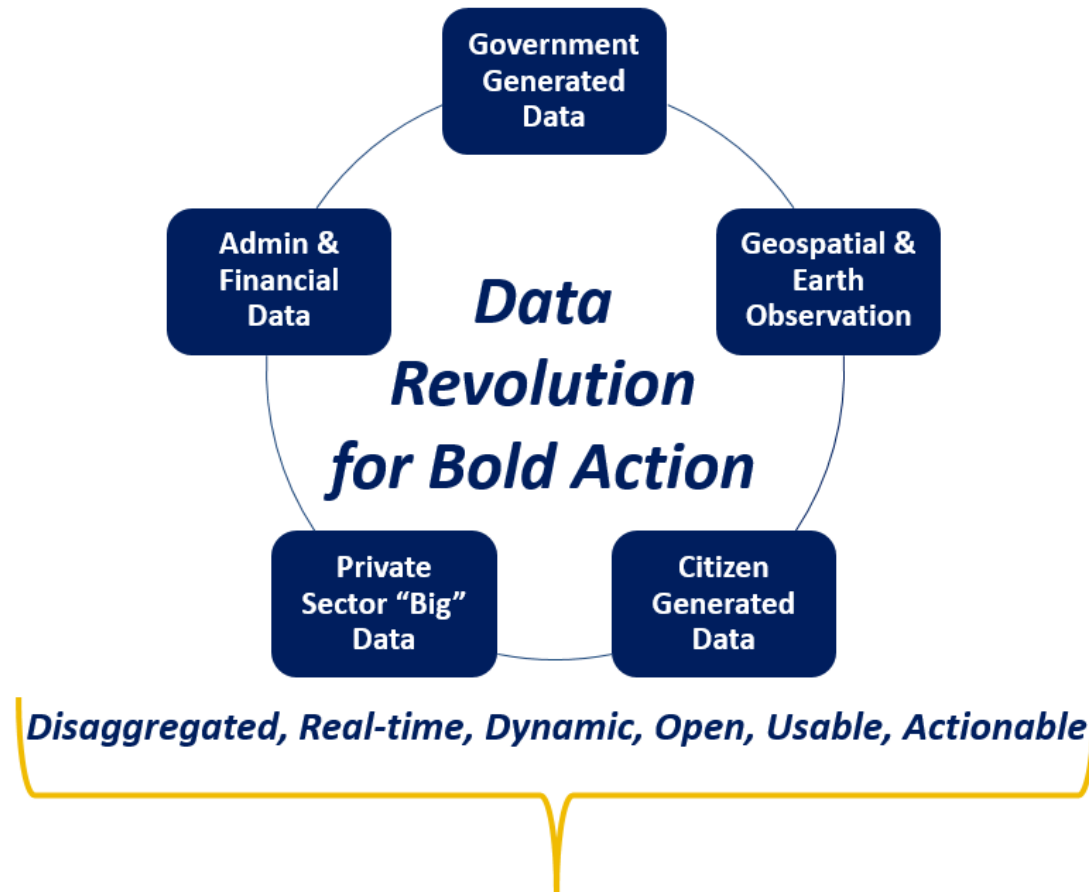 Government
Generated
Data
Admin &
Financial
Data
Geospatial &
Earth
Observation
Data
Revolution
for Bold Action
Private
Sector “Big”
Data
Citizen
Generated
Data
Disaggregated, Real-time, Dynamic, Open, Usable, Actionable